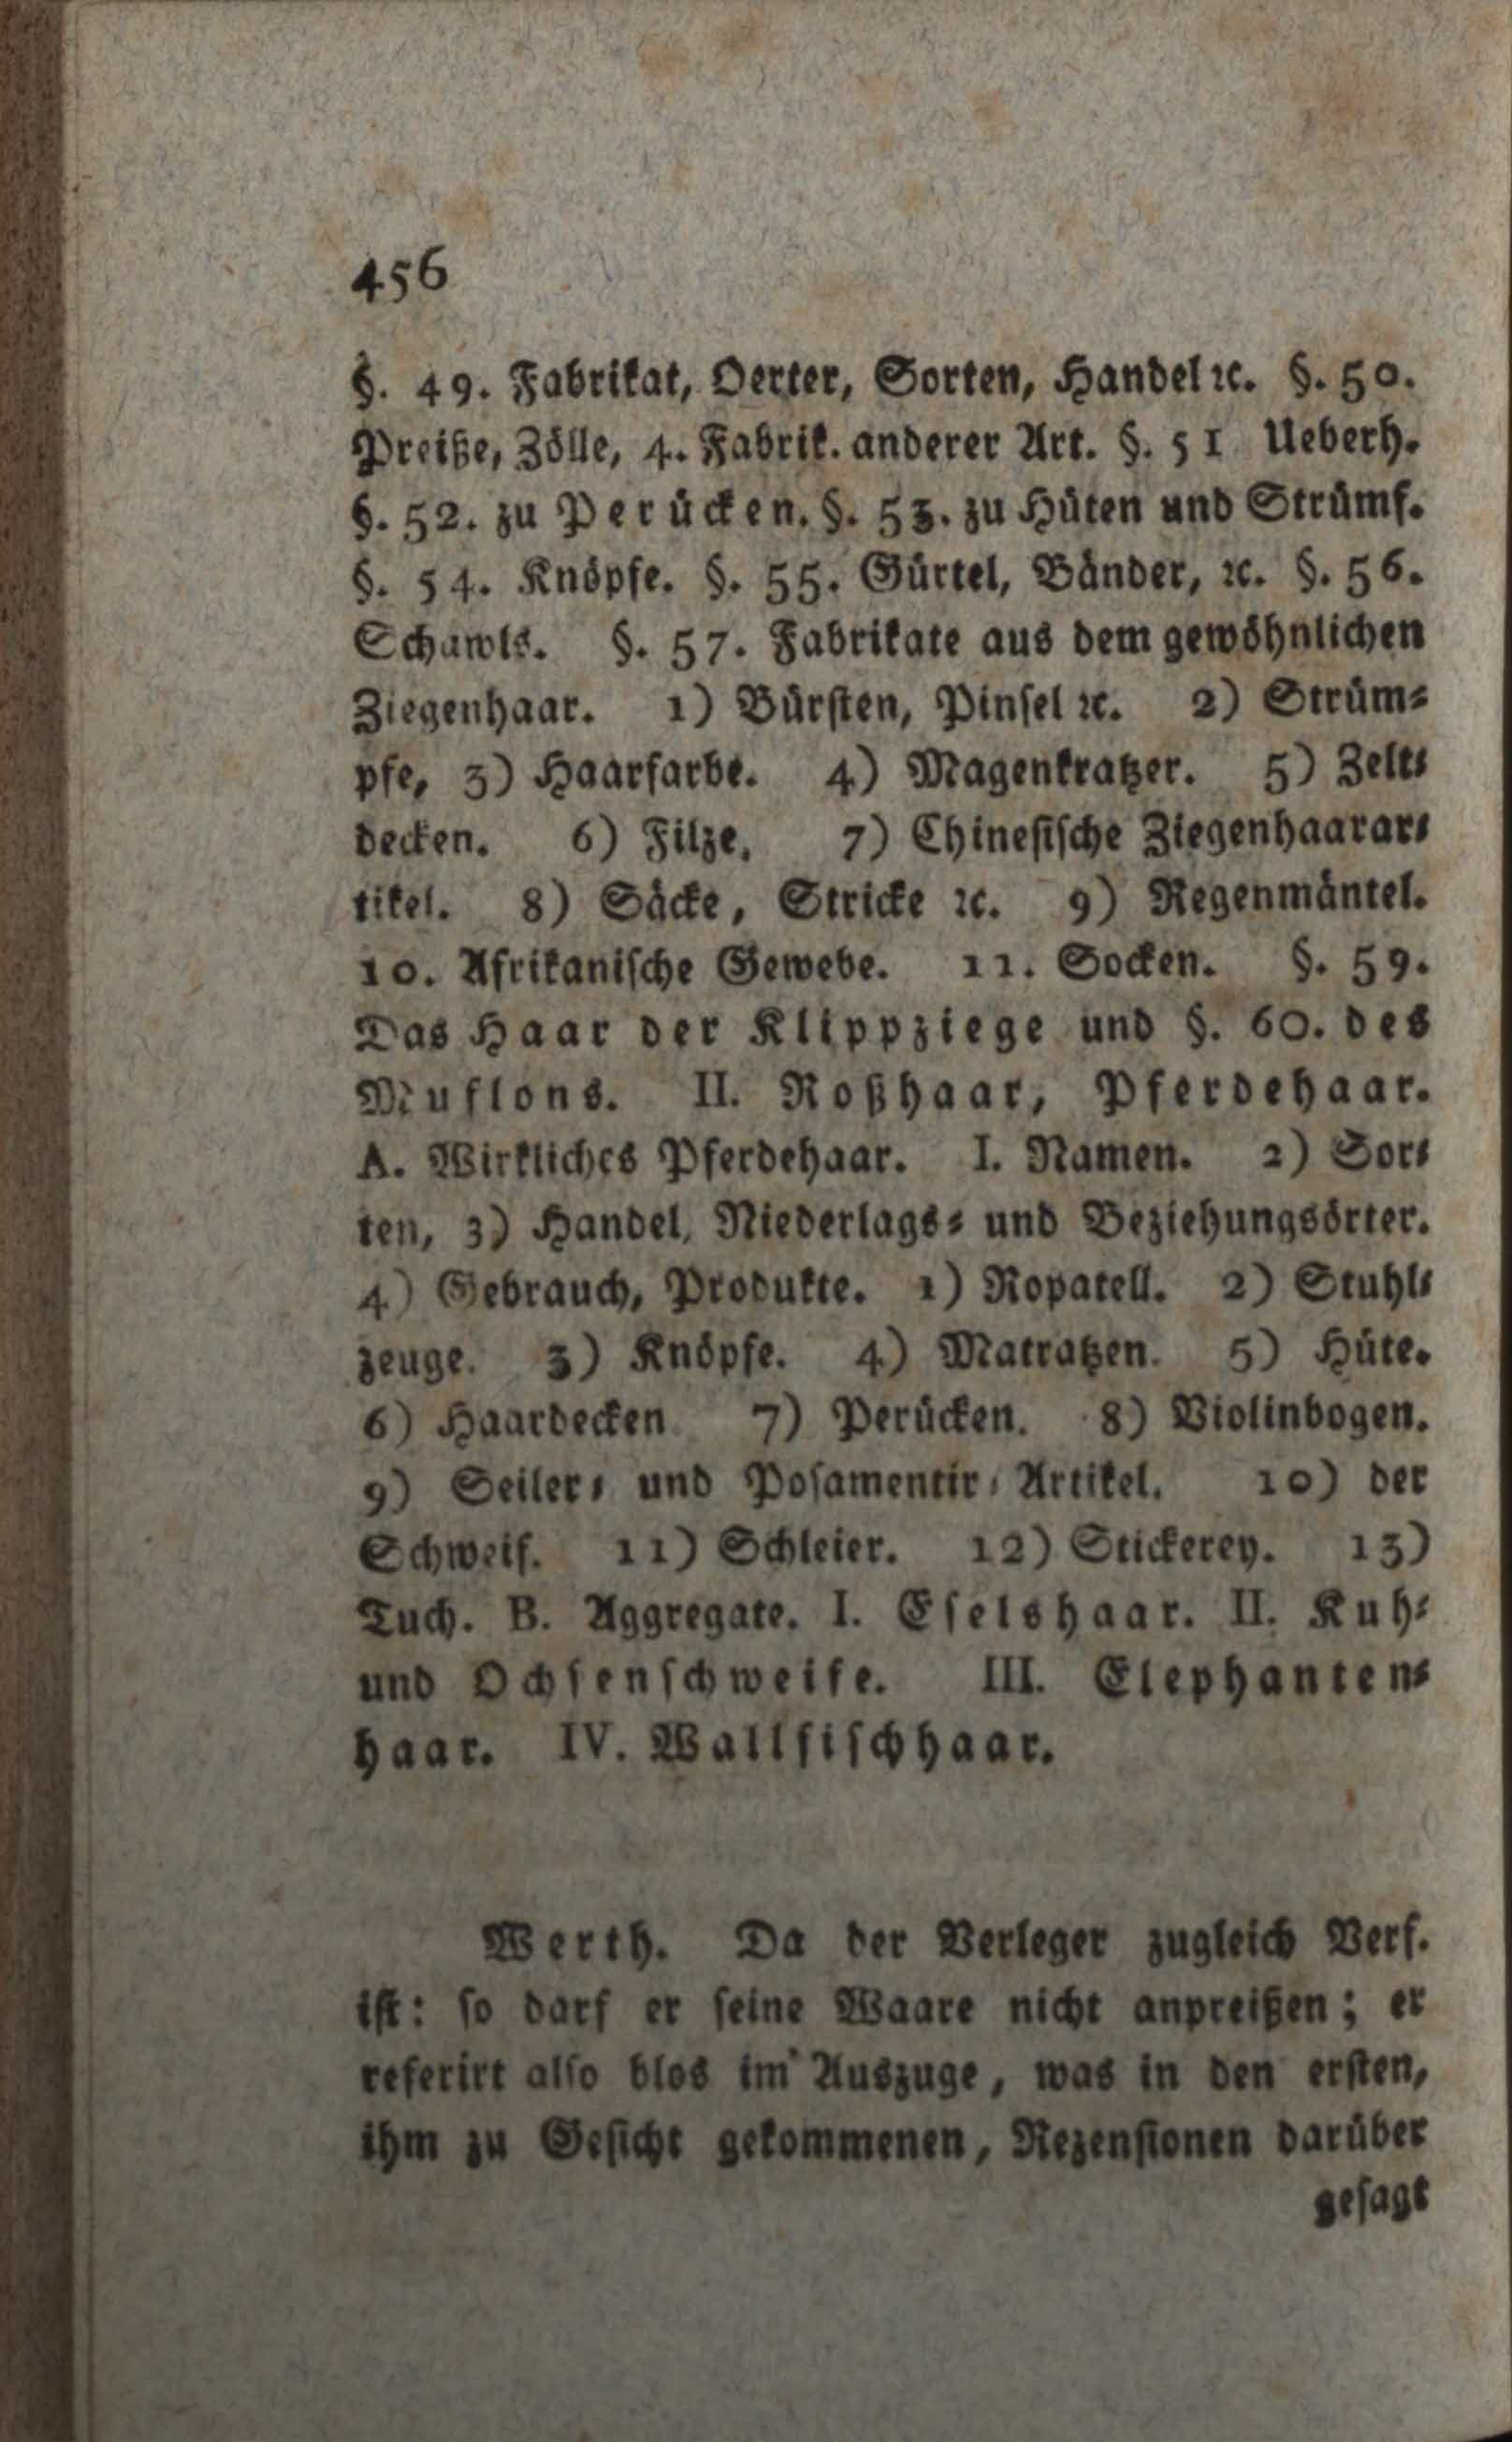 456
§. 49. Fabrikat, Oerter, Sorten, Handel ꝛc. §. 50.
Preiße, Zölle, 4. Fabrik. anderer Art. §. 51 Ueberh.
§. 52. zu Perücken. §. 53. zu Hüten und Strümf.
§. 54. Knöpfe. §. 55. Gürtel, Bänder, ꝛc. §. 56.
Schawls. §. 57. Fabrikate aus dem gewöhnlichen
Ziegenhaar. 1) Bürsten, Pinsel ꝛc. 2) Strüm⸗
pfe, 3) Haarfarbe. 4) Magenkratzer. 5) Zelt⸗
decken. 6) Filze. 7) Chinesische Ziegenhaarar⸗
tikel. 8) Säcke, Stricke ꝛc. 9) Regenmäntel.
10. Afrikanische Gewebe. 11. Socken. §. 59.
Das Haar der Klippziege und §. 60. des
Muflons. II. Roßhaar, Pferdehaar.
A. Wirkliches Pferdehaar. I. Namen. 2) Sor⸗
ten, 3) Handel, Niederlags⸗ und Beziehungsörter.
4) Gebrauch, Produkte. 1) Ropatell. 2) Stuhl⸗
zeuge. 3) Knöpfe. 4) Matratzen. 5) Hüte.
6) Haardecken 7) Perücken. 8) Violinbogen.
9) Seiler⸗ und Posamentir⸗Artikel. 10) der
Schweif. 11) Schleier. 12) Stickerey. 13)
Tuch. B. Aggregate. I. Eselshaar. II. Kuh⸗
und Ochsenschweife. III. Elephanten⸗
haar. IV. Wallfischhaar.
Werth. Da der Verleger zugleich Verf.
ist: so darf er seine Waare nicht anpreißen; er
referirt also blos im Auszuge, was in den ersten,
ihm zu Gesicht gekommenen, Rezensionen darüber
gesagt